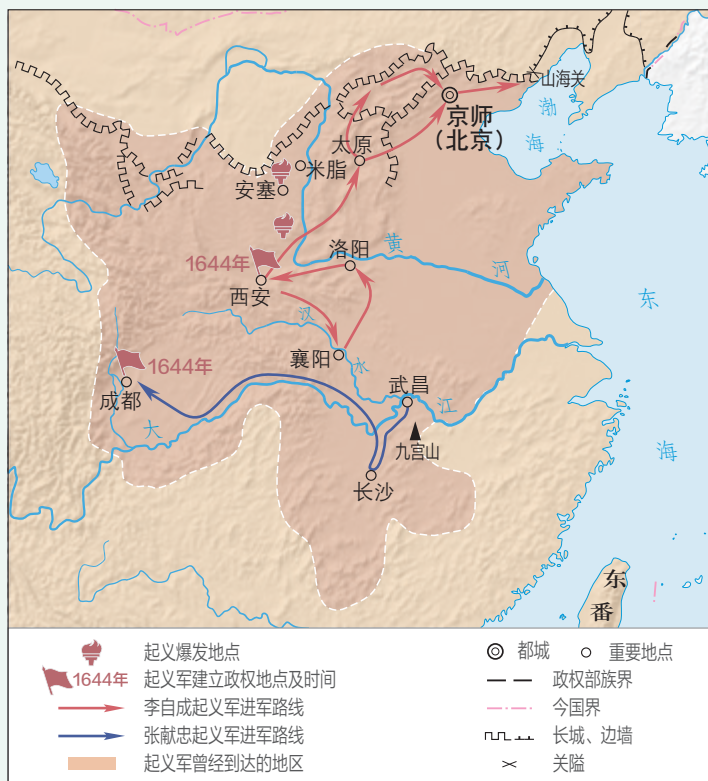 山海关
渤
海
京师
（北京）
太原
米脂
安塞
1644年
西安
洛阳
黄
河
东
海
汉
水
襄阳
1644年
成都
武昌
大
江
九宫山
长沙
东
番
起义爆发地点
1644年 起义军建立政权地点及时间
李自成起义军进军路线
张献忠起义军进军路线
起义军曾经到达的地区
都城 重要地点
政权部族界
今国界
长城、边墙
关隘